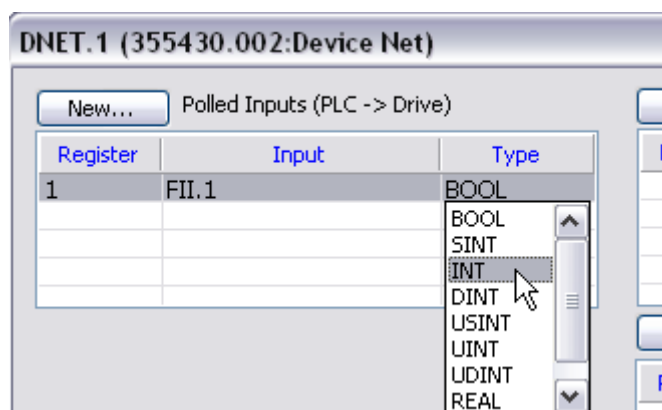 DNET.1 (355430.002:Device Net)
New... Polled Inputs (PLC -> Drive)
Register Input Type
1 FII.1 BOOL
BOOL
SINT
INT
DINT
USINT
UINT
UDINT
REAL